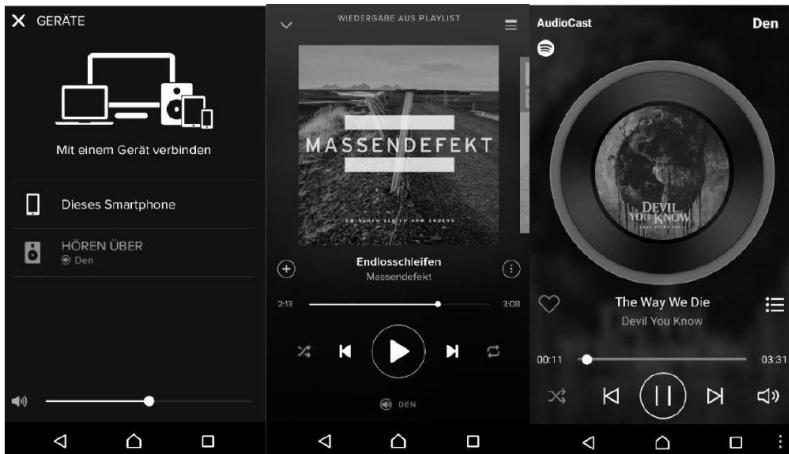 GERÄTE
Mit einem Gerät verbinden
Dieses Smartphone
HÖREN ÜBER
Den
WIEDERGABE AUS PLAYLIST
MASSENDEFEKT
Endlosschleifen
Massendefekt
2:13
3:08
DEN
AudioCast
Den
DEVIL
YOU KNOW
The Way We Die
Devil You Know
00:11
03:31